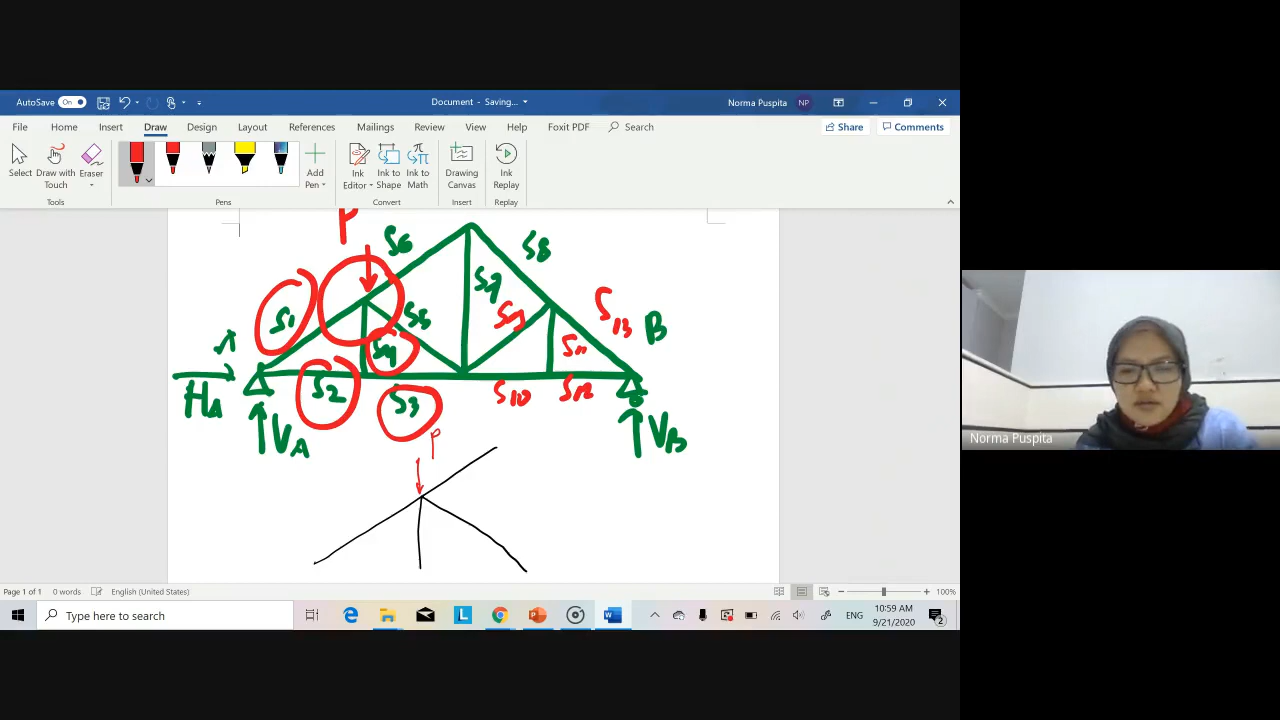 AutoSave On
Document - Saving...
Norma Puspita NP
File Home Insert Draw Design Layout References Mailings Review View Help Foxit PDF Search
Share Comments
Select Draw with Touch Eraser
Add Pen
Ink Editor Ink to Shape Ink to Math
Drawing Canvas
Ink Replay
Tools Pens Convert Insert Replay
P
S6
S8
S1
S9
S5
S13
B
S4
S11
S2
S3
S10
S12
HA
VA
VB
P
Page 1 of 1 0 words English (United States)
100%
Type here to search
ENG
10:59 AM
9/21/2020
2
Norma Puspita